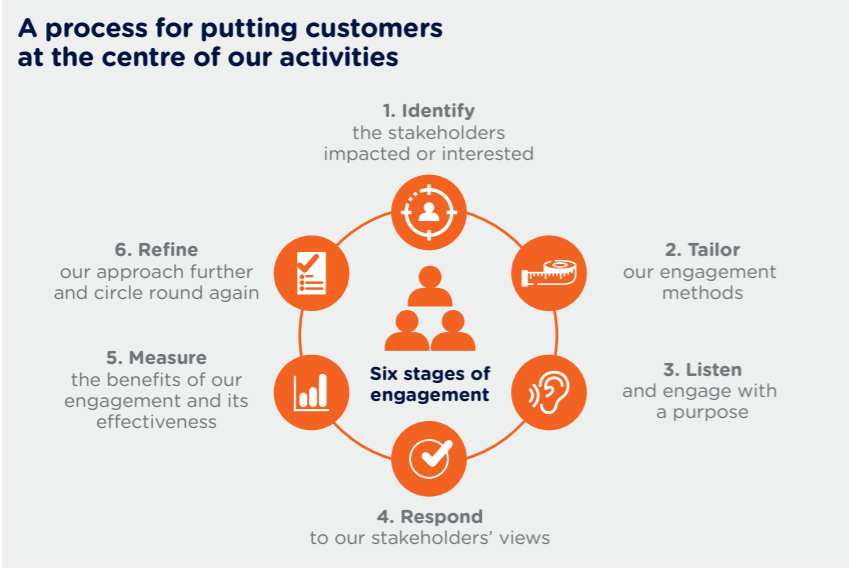 A process for putting customers
at the centre of our activities
1. Identify
the stakeholders
impacted or interested
2. Tailor
our engagement
methods
3. Listen
and engage with
a purpose
4. Respond
to our stakeholders’ views
5. Measure
the benefits of our
engagement and its
effectiveness
6. Refine
our approach further
and circle round again
Six stages of
engagement